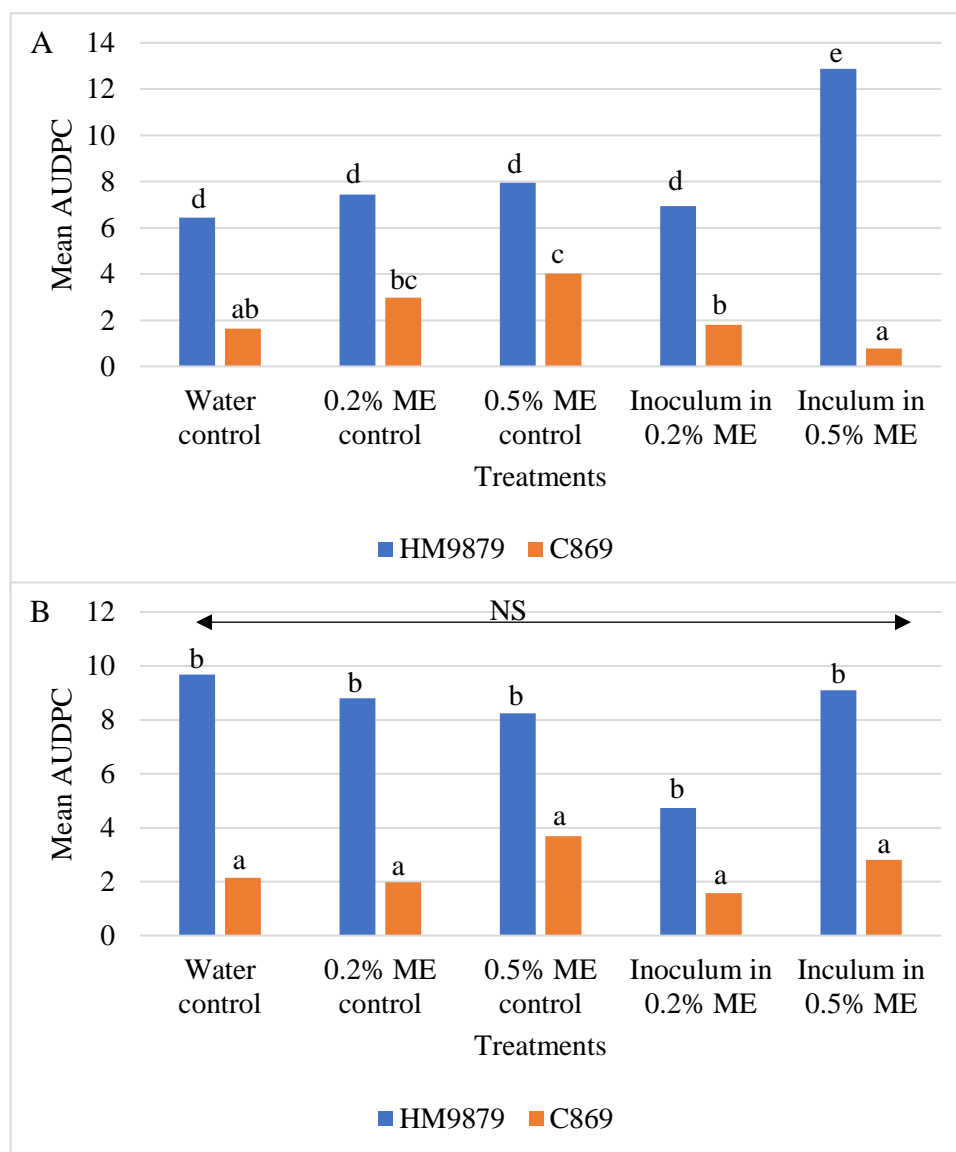 A
14
12
10
8
6
4
2
0
Mean AUDPC
d
ab
d
bc
d
c
d
b
e
a
Water control
0.2% ME control
0.5% ME control
Inoculum in 0.2% ME
Inculum in 0.5% ME
Treatments
HM9879
C869
B
12
10
8
6
4
2
0
Mean AUDPC
NS
b
a
b
a
b
a
b
a
b
a
Water control
0.2% ME control
0.5% ME control
Inoculum in 0.2% ME
Inculum in 0.5% ME
Treatments
HM9879
C869